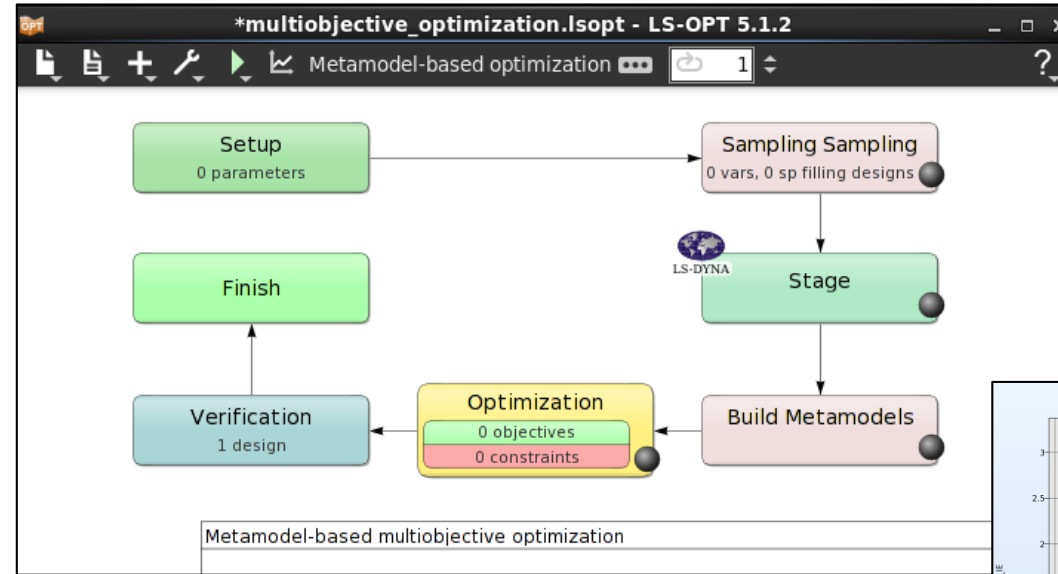 OPT
*multiobjective_optimization.lsopt - LS-OPT 5.1.2
Metamodel-based optimization
1
?
Setup
0 parameters
Sampling Sampling
0 vars, 0 sp filling designs
LS-DYNA
Stage
Finish
Verification
1 design
Optimization
0 objectives
0 constraints
Build Metamodels
Metamodel-based multiobjective optimization
3
2.5
2